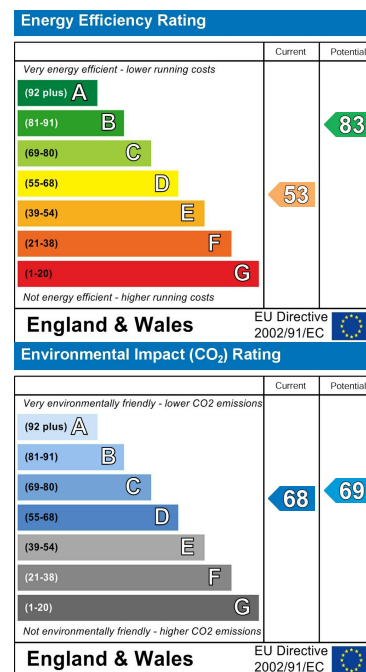 Energy Efficiency Rating
Current Potential
Very energy efficient - lower running costs
(92 plus) A
(81-91) B
83
(69-80) C
(55-68) D
53
(39-54) E
(21-38) F
(1-20) G
Not energy efficient - higher running costs
England & Wales
EU Directive
2002/91/EC
Environmental Impact (CO₂) Rating
Current Potential
Very environmentally friendly - lower CO2 emissions
(92 plus) A
(81-91) B
(69-80) C
68 69
(55-68) D
(39-54) E
(21-38) F
(1-20) G
Not environmentally friendly - higher CO2 emissions
England & Wales
EU Directive
2002/91/EC